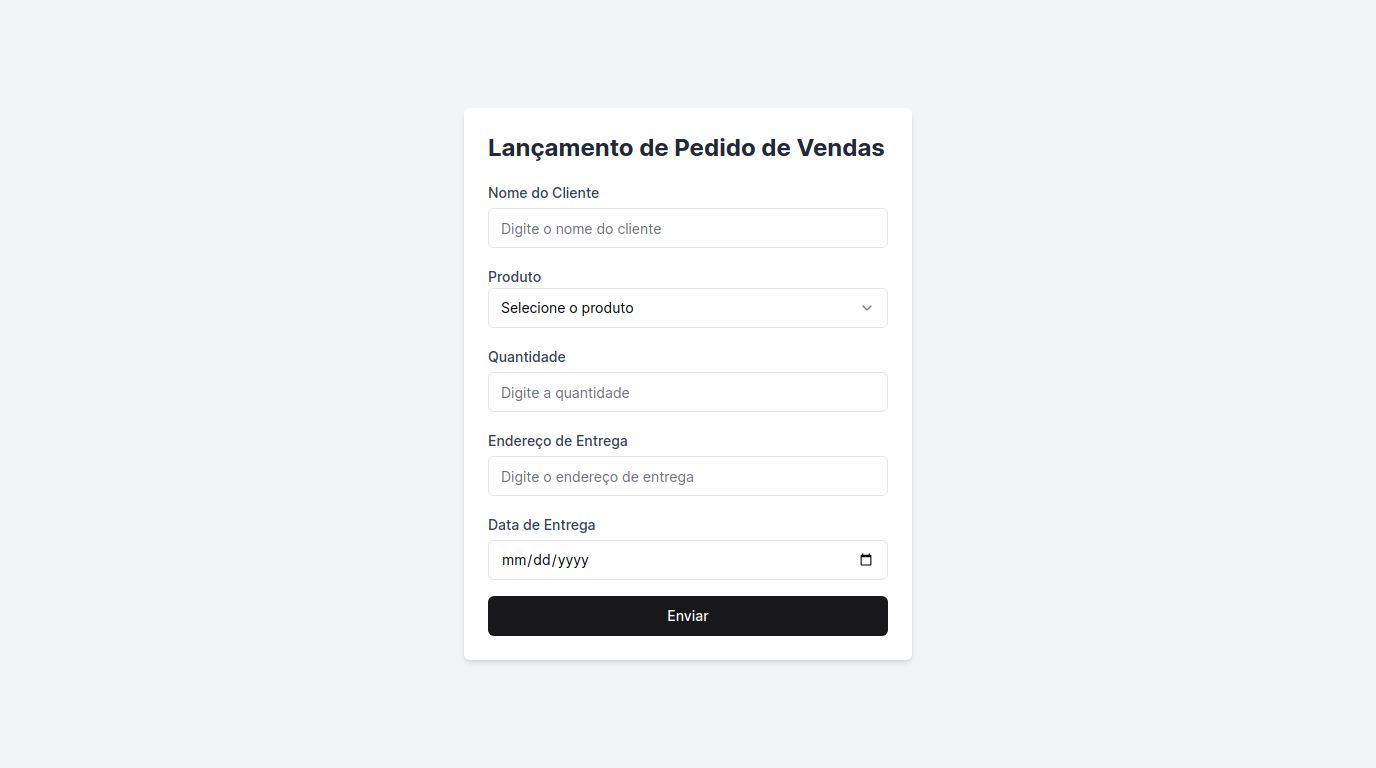 Lançamento de Pedido de Vendas
Nome do Cliente
Digite o nome do cliente
Produto
Selecione o produto
Quantidade
Digite a quantidade
Endereço de Entrega
Digite o endereço de entrega
Data de Entrega
mm/dd/yyyy
Enviar